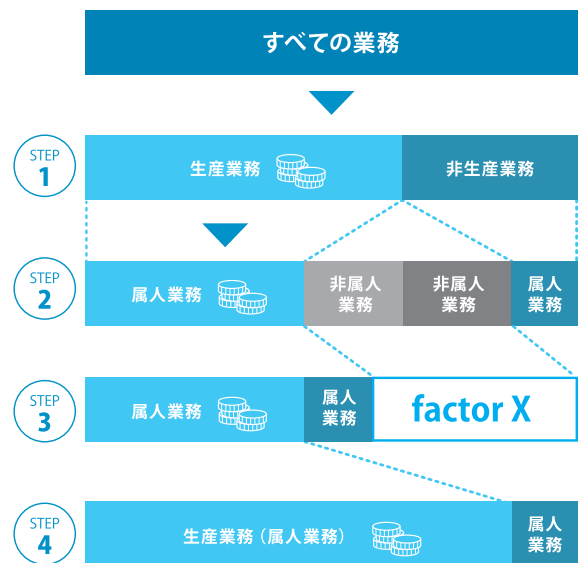 すべての業務
STEP
1
生産業務
非生産業務
STEP
2
属人業務
非属人
業務
非属人
業務
属人
業務
STEP
3
属人業務
属人
業務
factor X
STEP
4
生産業務(属人業務)
属人
業務